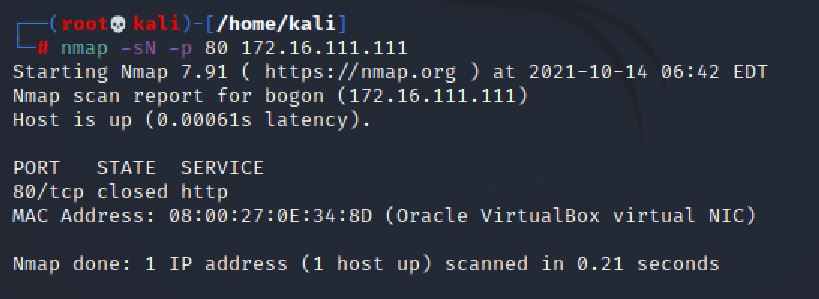 ┌──(root💀kali)-[/home/kali]
└─# nmap -sN -p 80 172.16.111.111
Starting Nmap 7.91 ( https://nmap.org ) at 2021-10-14 06:42 EDT
Nmap scan report for bogon (172.16.111.111)
Host is up (0.00061s latency).

PORT   STATE  SERVICE
80/tcp closed http
MAC Address: 08:00:27:0E:34:8D (Oracle VirtualBox virtual NIC)

Nmap done: 1 IP address (1 host up) scanned in 0.21 seconds